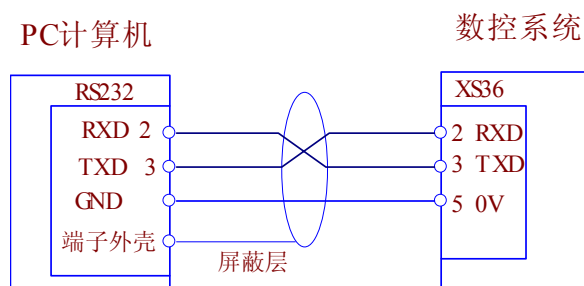 PC计算机
数控系统
RS232
XS36
RXD 2
2 RXD
TXD 3
3 TXD
GND
5 0V
端子外壳
屏蔽层